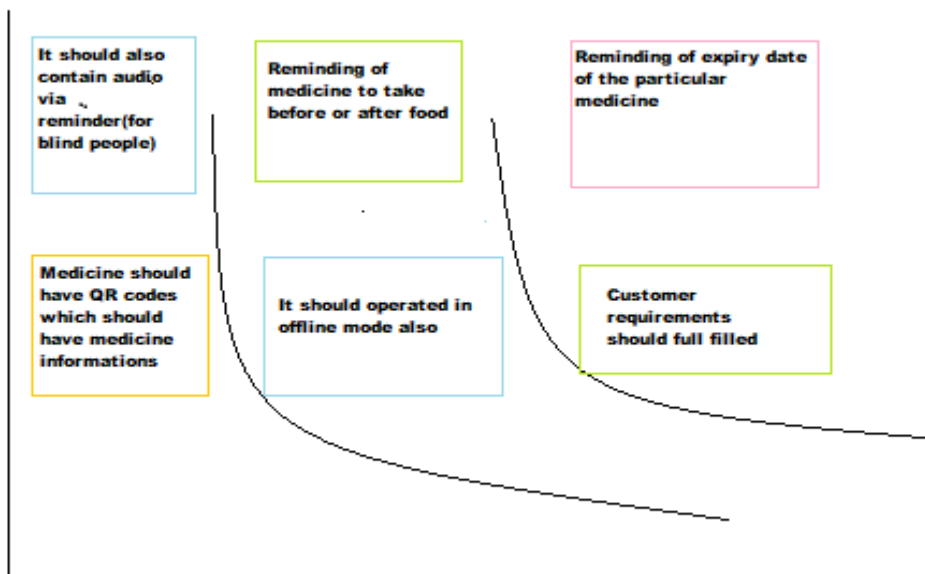 It should also
contain audio
via
reminder(for
blind people)
Reminding of
medicine to take
before or after food
Reminding of expiry date
of the particular
medicine
Medicine should
have QR codes
which should
have medicine
informations
It should operated in
offline mode also
Customer
requirements
should full filled